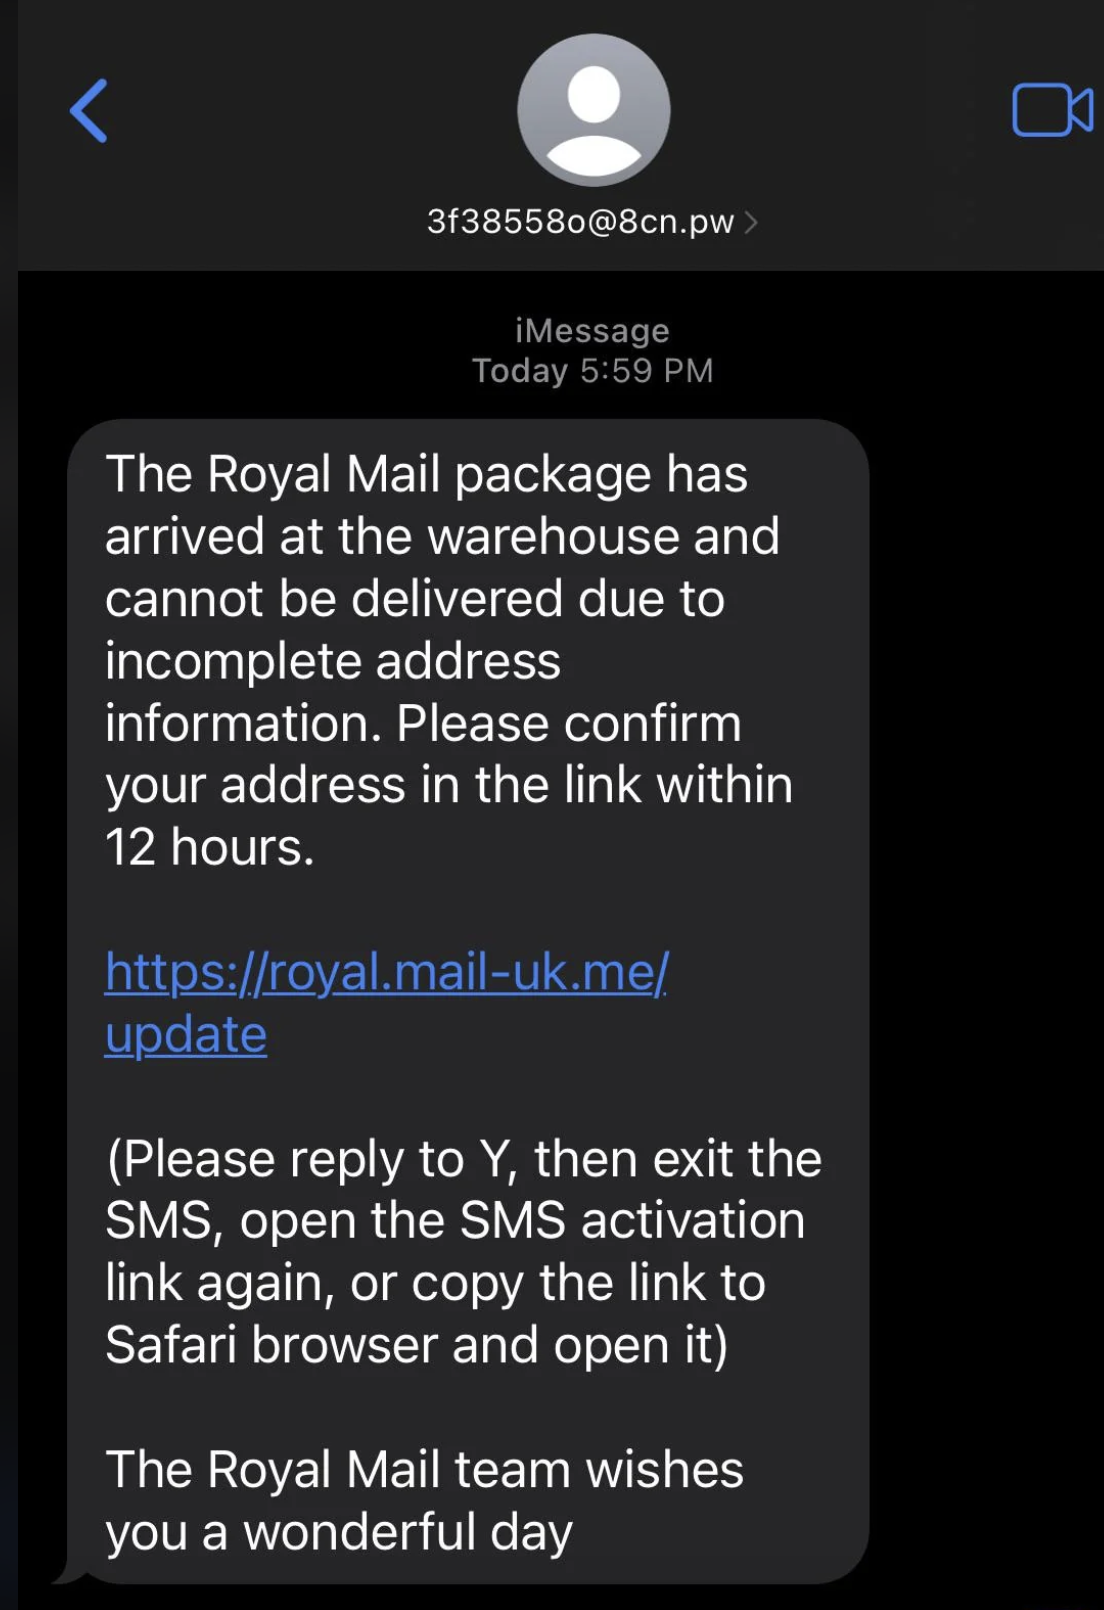 3f38558o@8cn.pw
iMessage
Today 5:59 PM
The Royal Mail package has
arrived at the warehouse and
cannot be delivered due to
incomplete address
information. Please confirm
your address in the link within
12 hours.
https://royal.mail-uk.me/
update
(Please reply to Y, then exit the
SMS, open the SMS activation
link again, or copy the link to
Safari browser and open it)
The Royal Mail team wishes
you a wonderful day